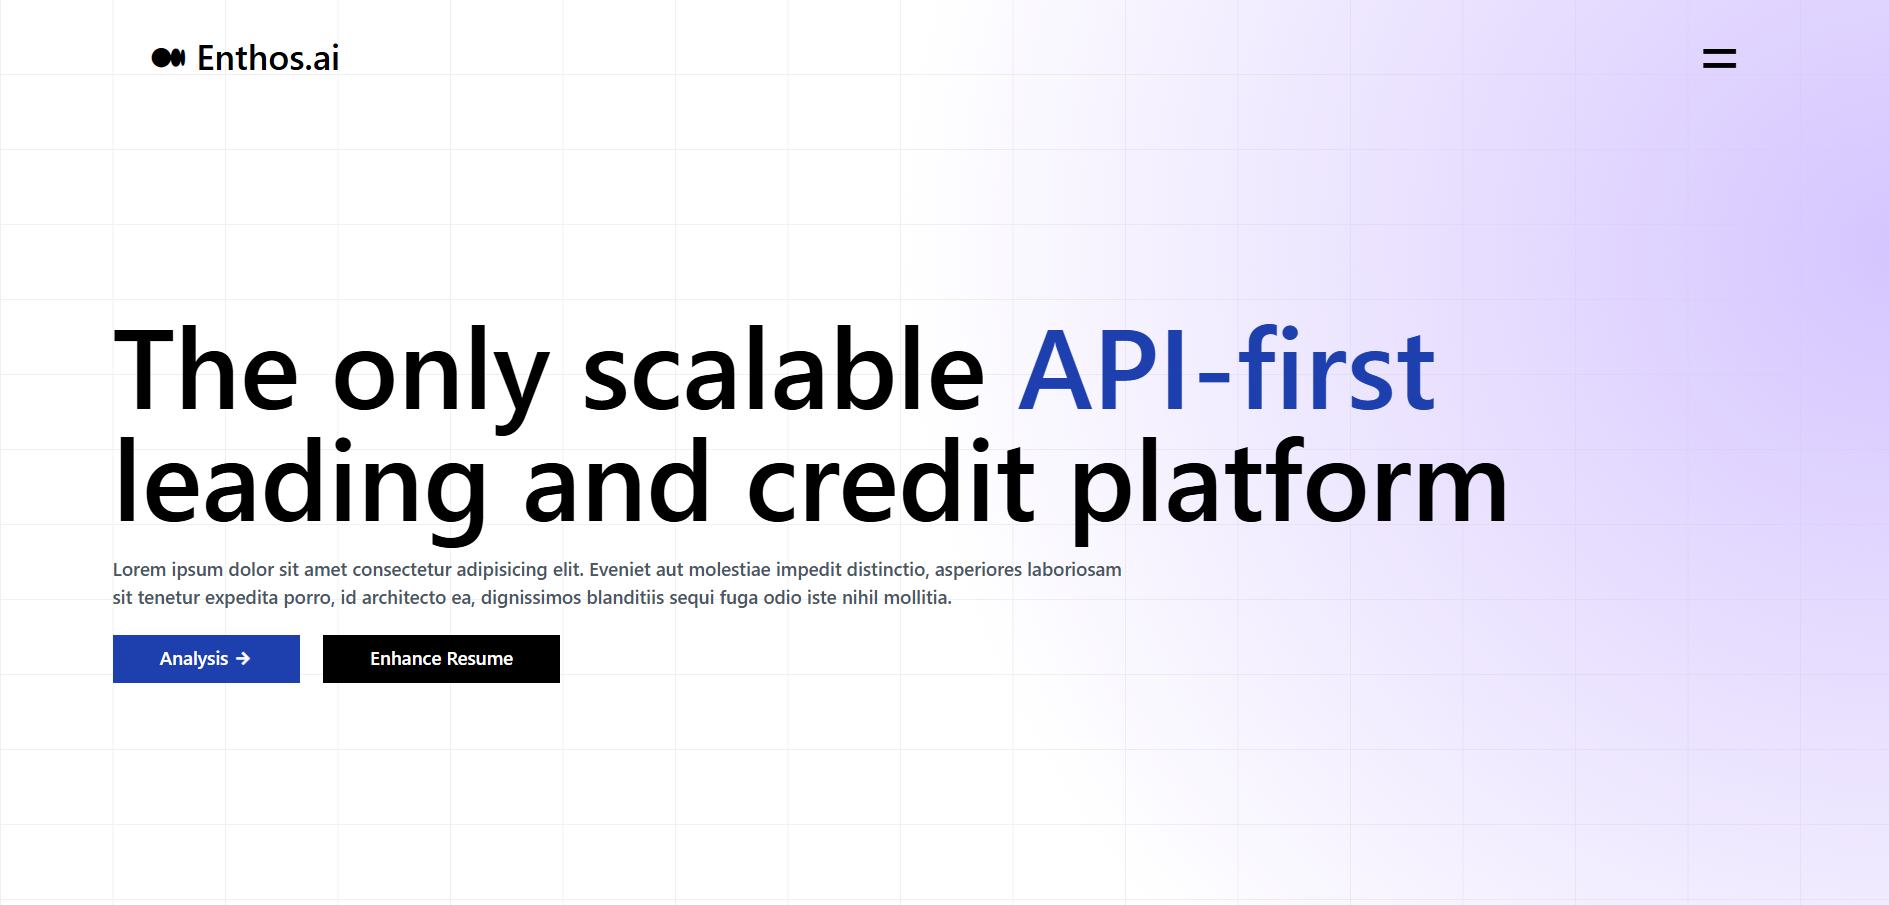 Enthos.ai
The only scalable API-first
leading and credit platform
Lorem ipsum dolor sit amet consectetur adipisicing elit. Eveniet aut molestiae impedit distinctio, asperiores laboriosam
sit tenetur expedita porro, id architecto ea, dignissimos blanditiis sequi fuga odio iste nihil mollitia.
Analysis →
Enhance Resume